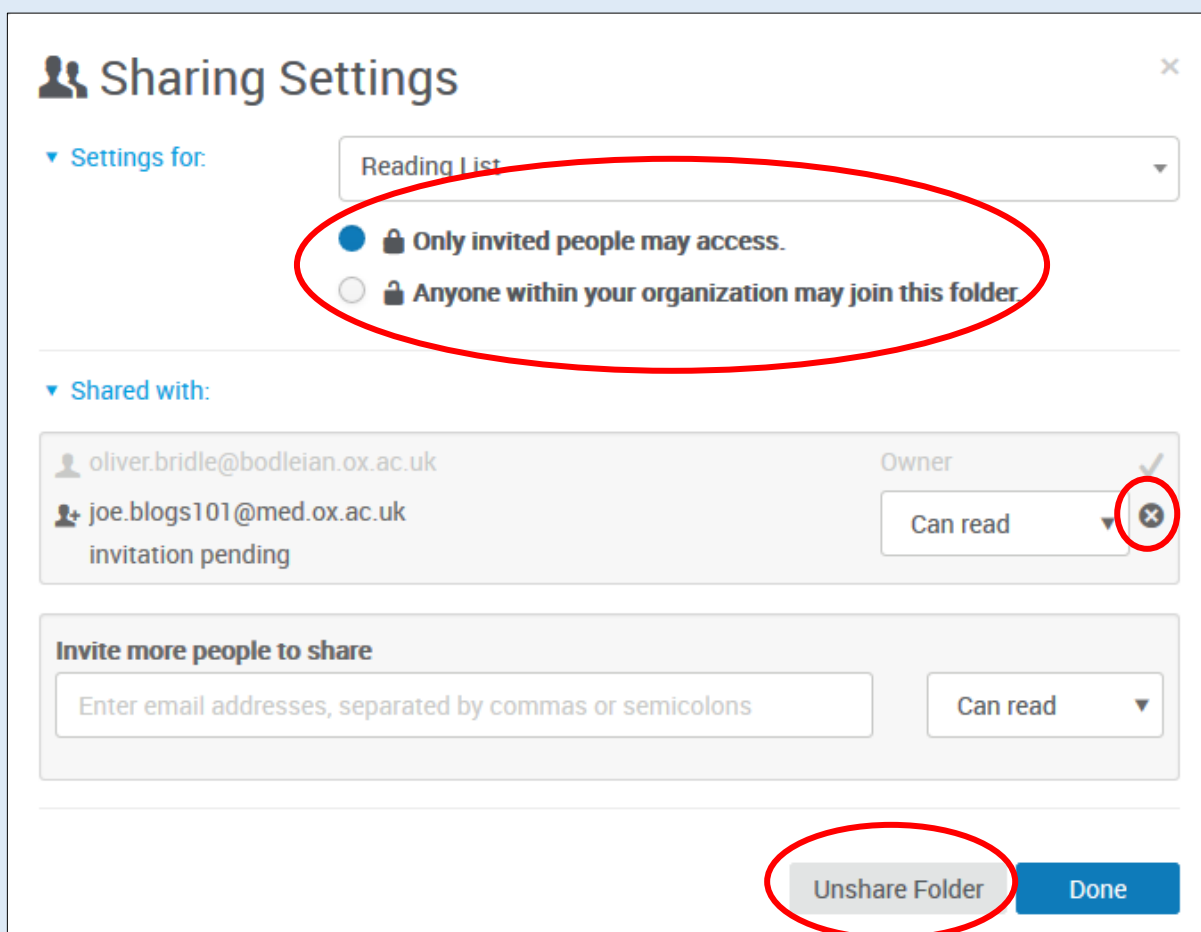 Sharing Settings
Settings for:
Reading List
Only invited people may access.
Anyone within your organization may join this folder.
Shared with:
oliver.bridle@bodleian.ox.ac.uk Owner
joe.blogs101@med.ox.ac.uk Can read
invitation pending
Invite more people to share
Enter email addresses, separated by commas or semicolons Can read
Unshare Folder Done